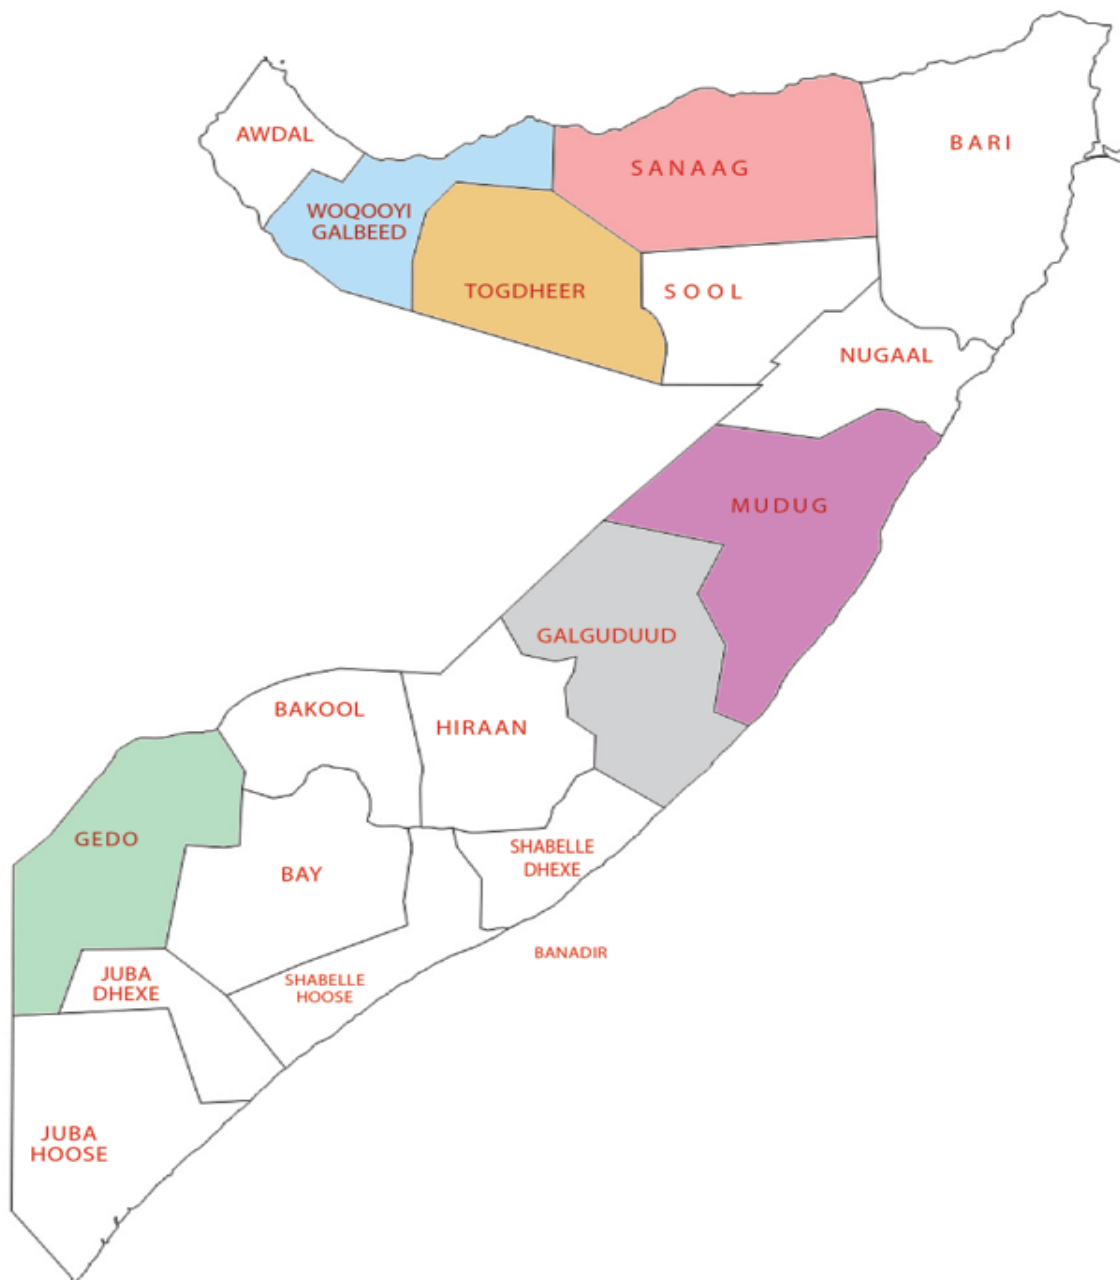 AWDAL
BARI
SANAAG
WOQOOYI
GALBEED
TOGDHEER
SOOL
NUGAAL
MUDUG
GALGUDUUD
BAKOOL
HIRAAN
GEDO
SHABELLE
DHEXE
BAY
BANADIR
JUBA
DHEXE
SHABELLE
HOOSE
JUBA
HOOSE